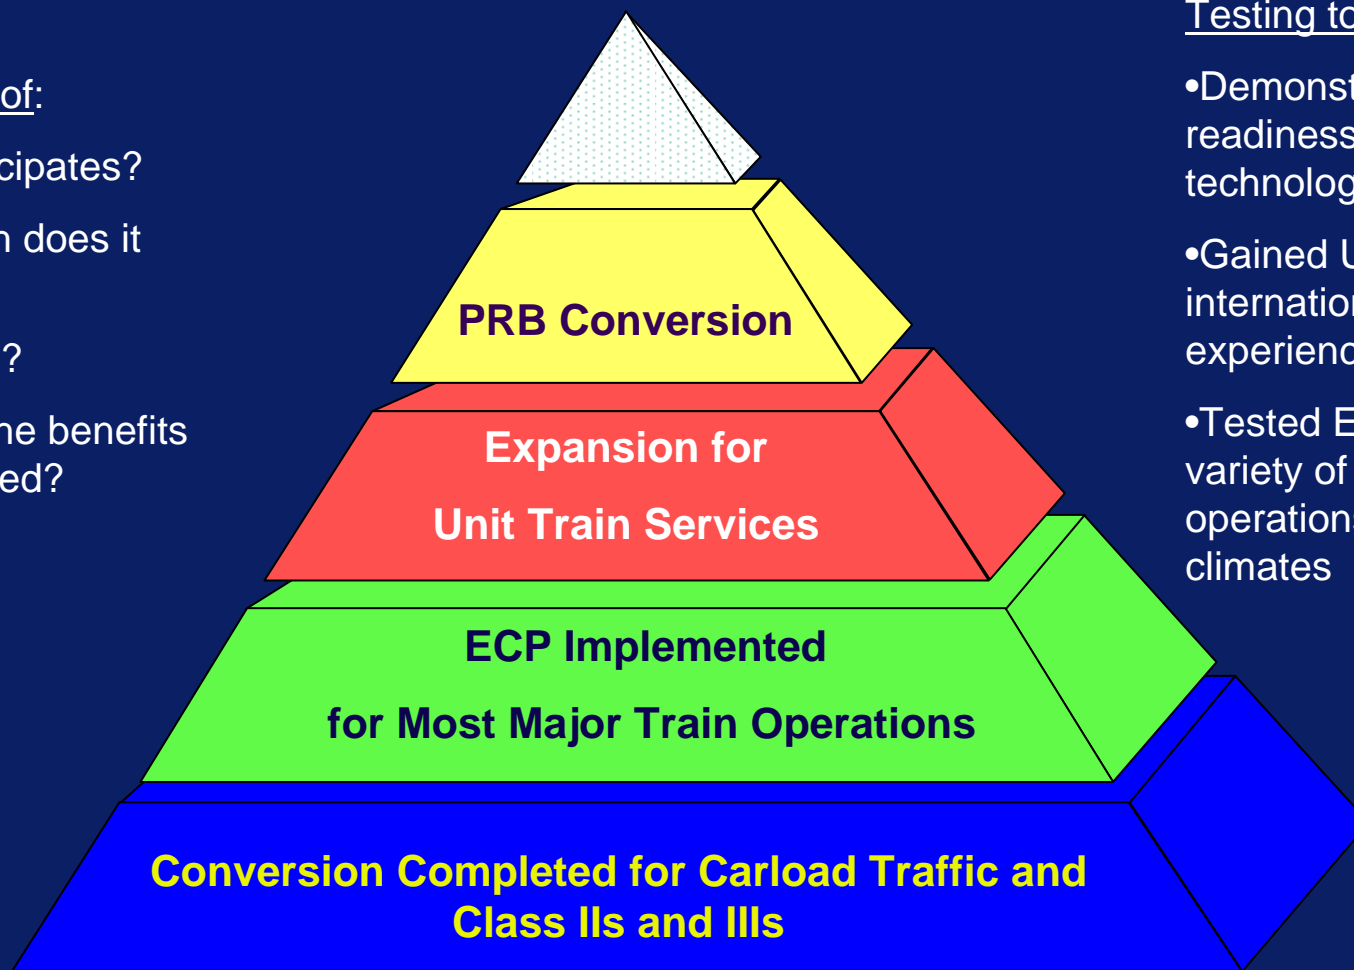 of:
cipates?
n does it
?
ne benefits
ed?
PRB Conversion
Expansion for
Unit Train Services
ECP Implemented
for Most Major Train Operations
Conversion Completed for Carload Traffic and
Class IIs and IIIs
Testing to
•Demonst
readiness
technolog
•Gained U
internation
experienc
•Tested E
variety of
operations
climates